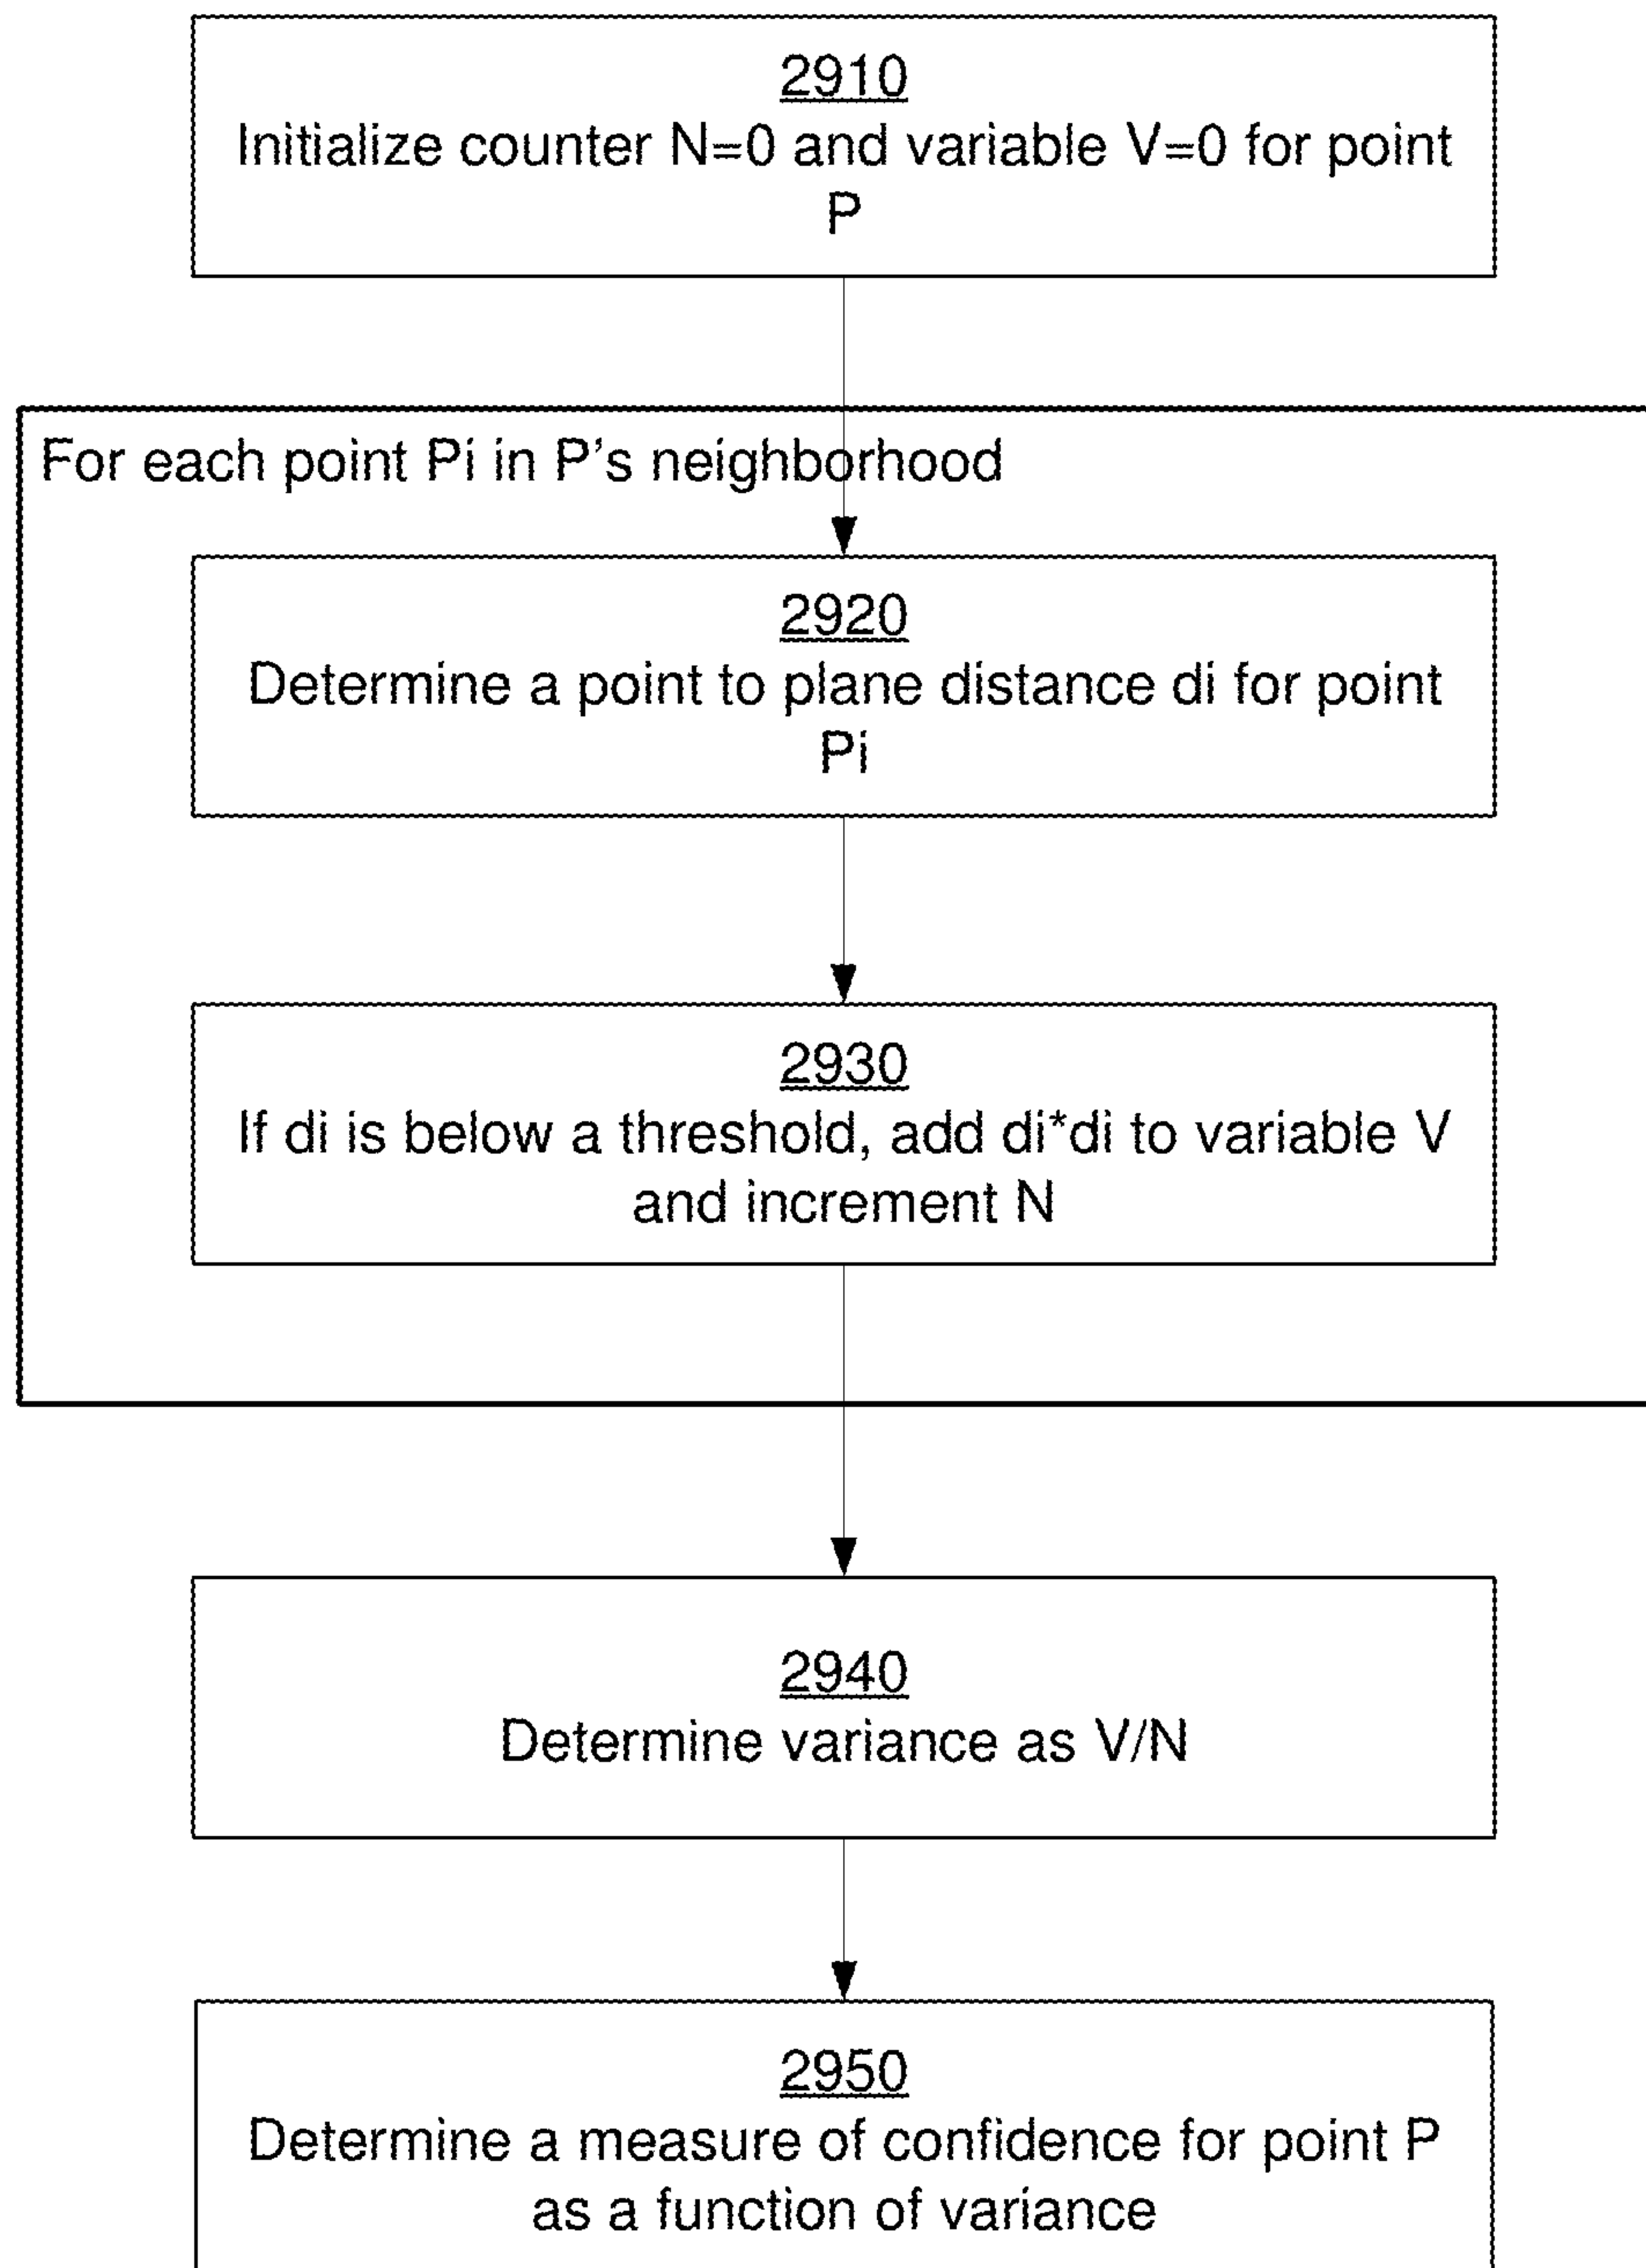 2910
Initialize counter N=0 and variable V=0 for point
P
For each point Pi in P's neighborhood
2920
Determine a point to plane distance di for point
Pi
2930
If di is below a threshold, add di*di to variable V
and increment N
2940
Determine variance as V/N
2950
Determine a measure of confidence for point P
as a function of variance